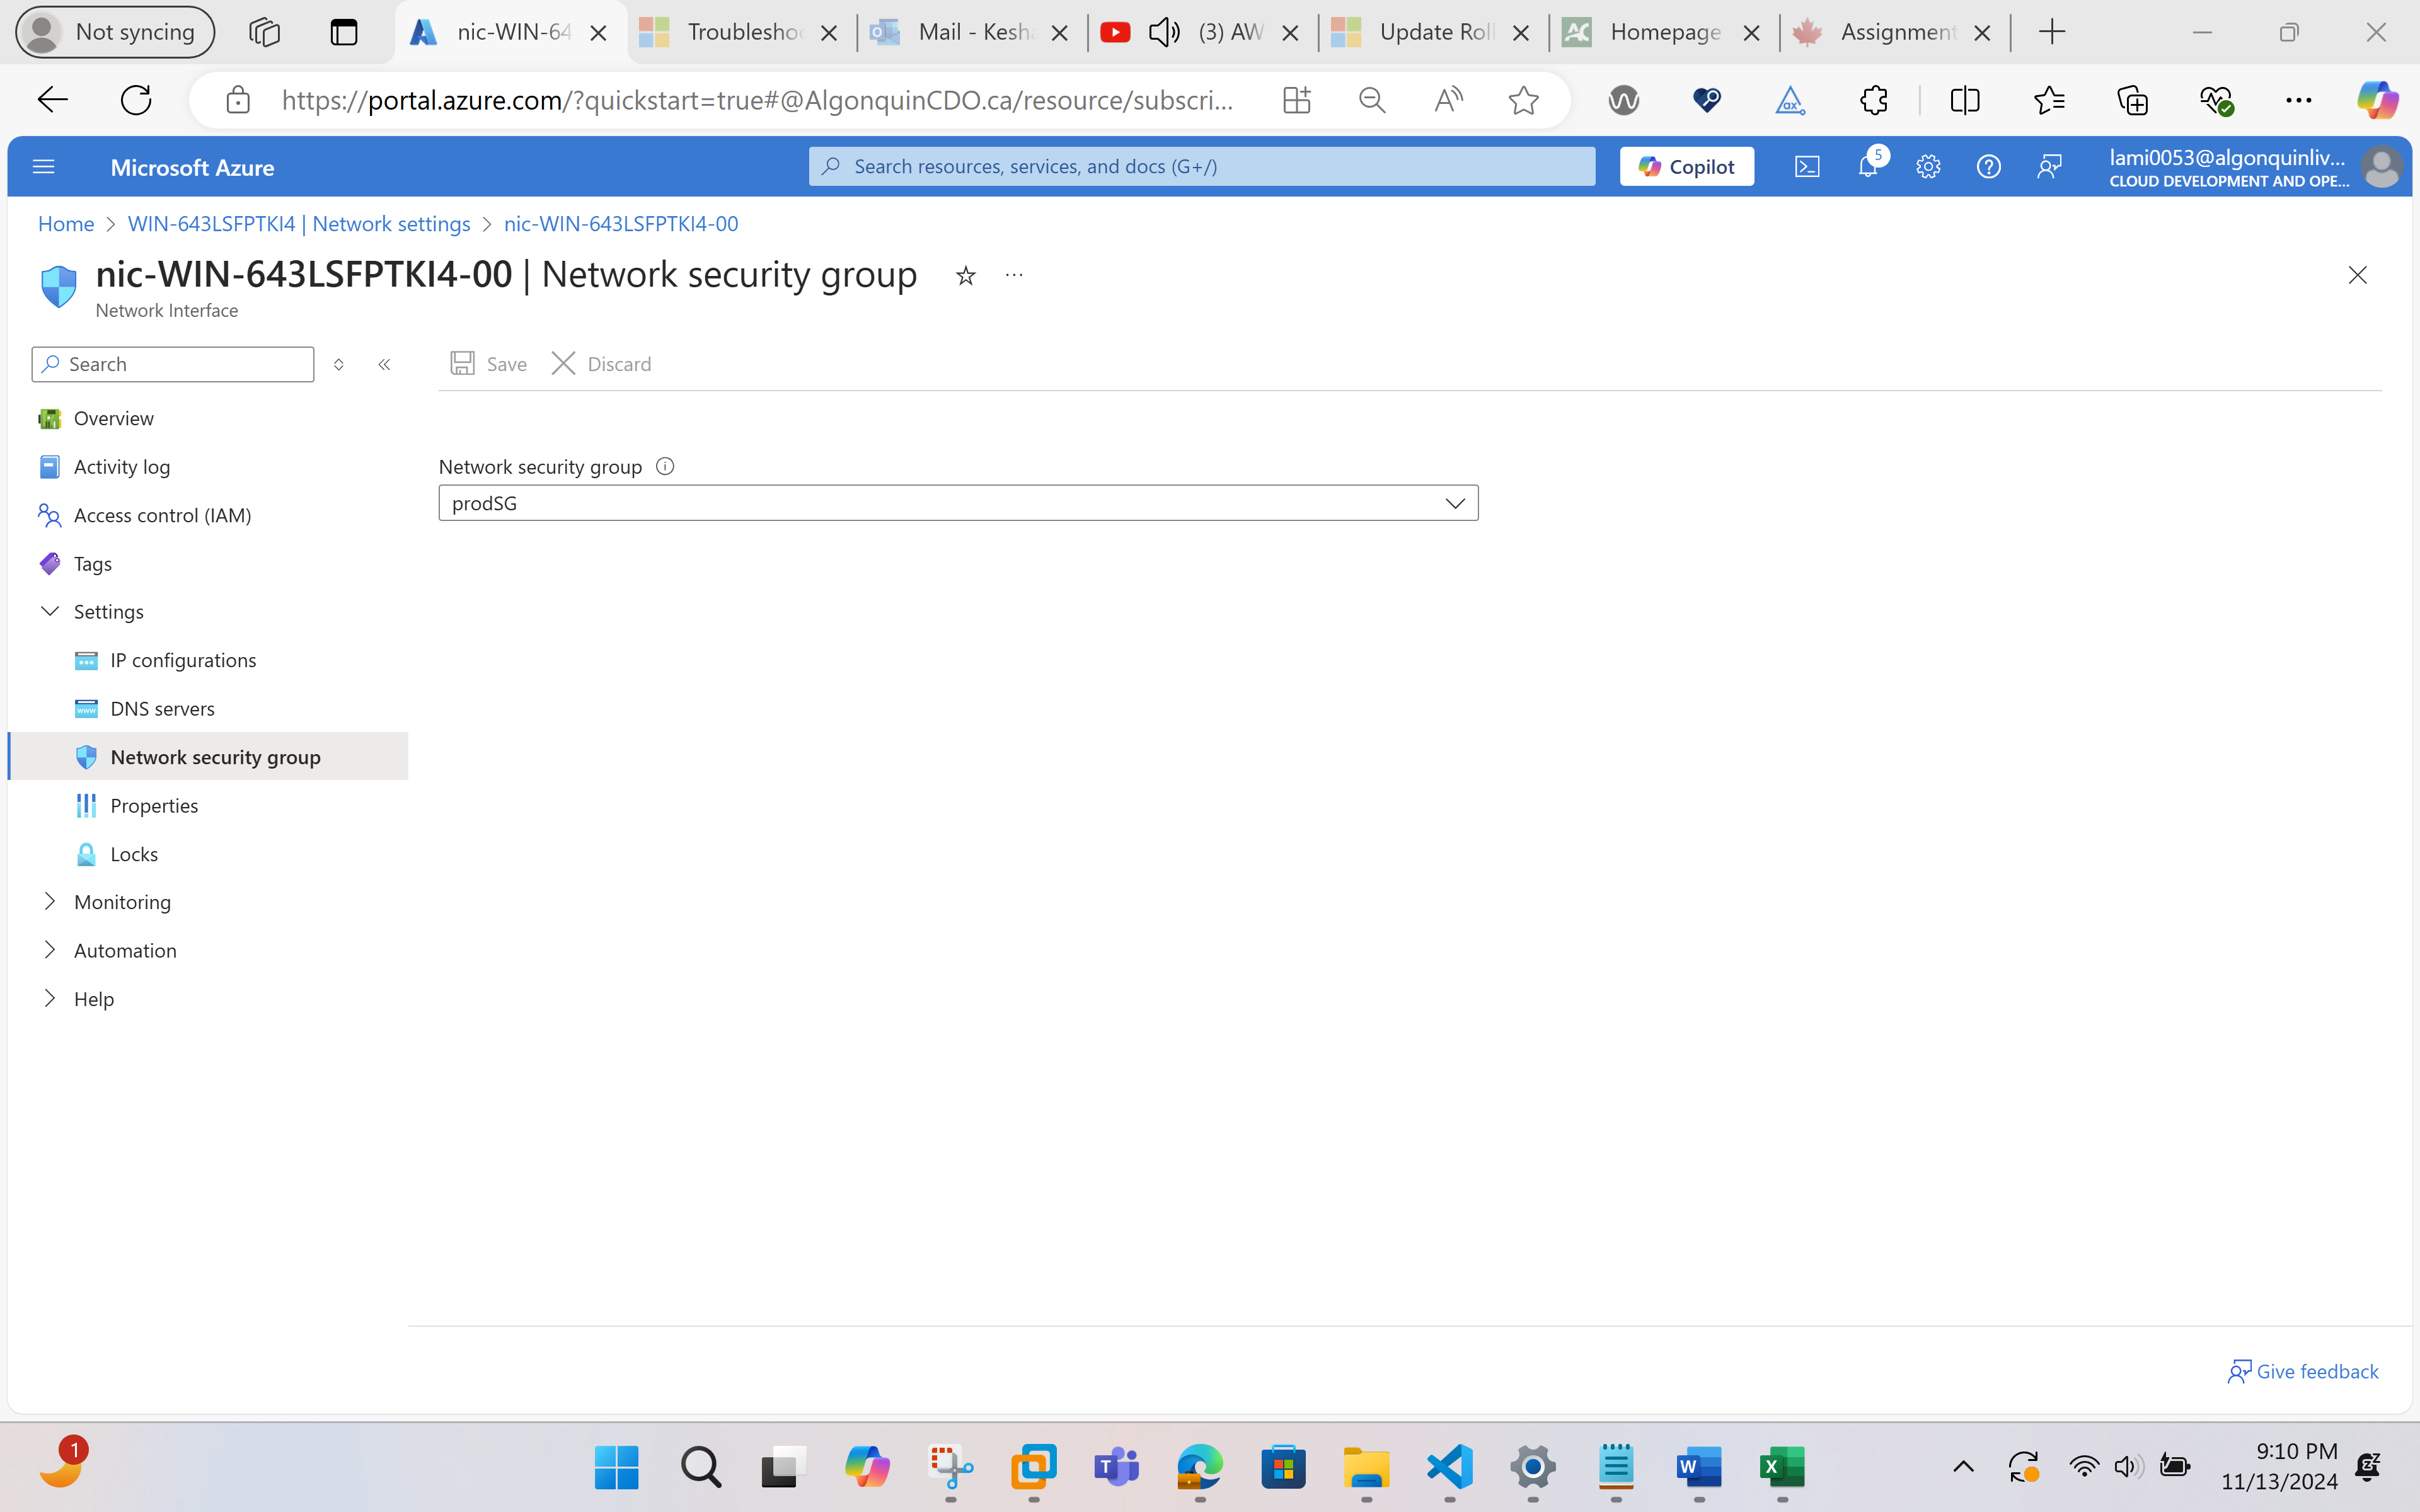 Not syncing
nic-WIN-64
Troubleshoo
Mail - Kesha
(3) AW
Update Roll
Homepage
Assignment
https://portal.azure.com/?quickstart=true#@AlgonquinCDO.ca/resource/subscri...
Microsoft Azure
Search resources, services, and docs (G+/)
Copilot
5
lami0053@algonquinliv...
CLOUD DEVELOPMENT AND OPE...
Home > WIN-643LSFPTKI4 | Network settings > nic-WIN-643LSFPTKI4-00
nic-WIN-643LSFPTKI4-00 | Network security group
Network Interface
Search
Save
Discard
Overview
Activity log
Access control (IAM)
Tags
Settings
IP configurations
DNS servers
Network security group
Properties
Locks
Monitoring
Automation
Help
Network security group
prodSG
Give feedback
1
9:10 PM
11/13/2024